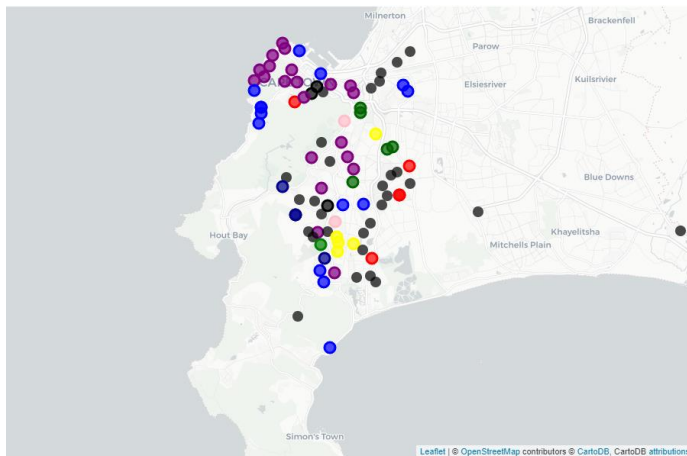 Milnerton
Brackenfell
Parow
Elsiesriver
Kuilsrivier
Blue Downs
Hout Bay
Khayelitsha
Mitchells Plain
Simon's Town
Leaflet | © OpenStreetMap contributors © CartoDB, CartoDB attributions